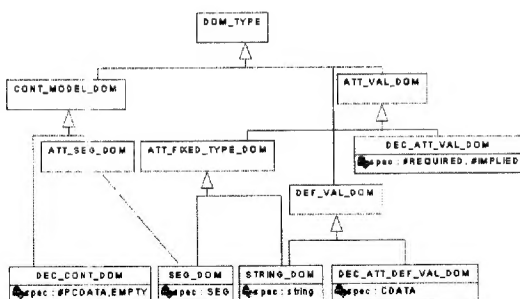 DOM_TYPE
CONT_MODEL_DOM
ATT_VAL_DOM
ATT_SEG_DOM
ATT_FIXED_TYPE_DOM
DEC_ATT_VAL_DOM
spec : #REQUIRED, #IMPLIED
DEF_VAL_DOM
DEC_CONT_DOM
spec : #PCDATA,EMPTY
SEG_DOM
spec : SEG
STRING_DOM
spec : string
DEC_ATT_DEF_VAL_DOM
spec : CDATA